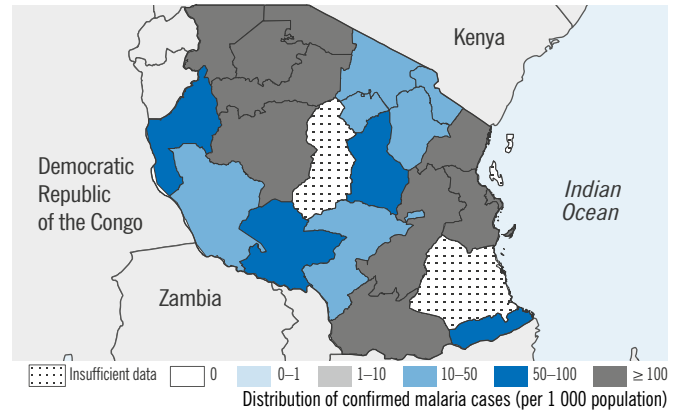 Kenya
Democratic
Republic
of the Congo
Indian
Ocean
Zambia
Insufficient data 0 0–1 1–10 10–50 50–100 ≥ 100
Distribution of confirmed malaria cases (per 1 000 population)